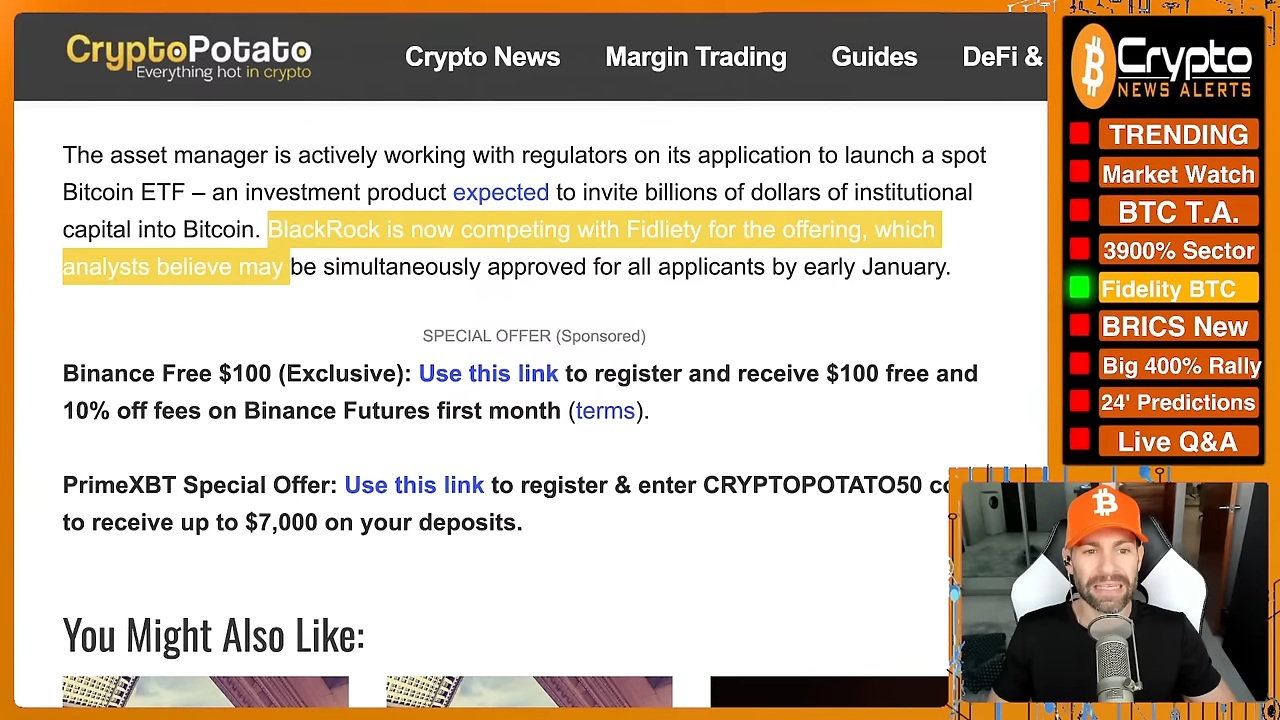 CryptoPotato
Everything hot in crypto
Crypto News
Margin Trading
Guides
DeFi &
The asset manager is actively working with regulators on its application to launch a spot
Bitcoin ETF – an investment product expected to invite billions of dollars of institutional
capital into Bitcoin. BlackRock is now competing with Fidliety for the offering, which
analysts believe may be simultaneously approved for all applicants by early January.
SPECIAL OFFER (Sponsored)
Binance Free $100 (Exclusive): Use this link to register and receive $100 free and
10% off fees on Binance Futures first month (terms).
PrimeXBT Special Offer: Use this link to register & enter CRYPTOPOTATO50 co
to receive up to $7,000 on your deposits.
You Might Also Like:
Crypto
NEWS ALERTS
TRENDING
Market Watch
BTC T.A.
3900% Sector
Fidelity BTC
BRICS New
Big 400% Rally
24' Predictions
Live Q&A